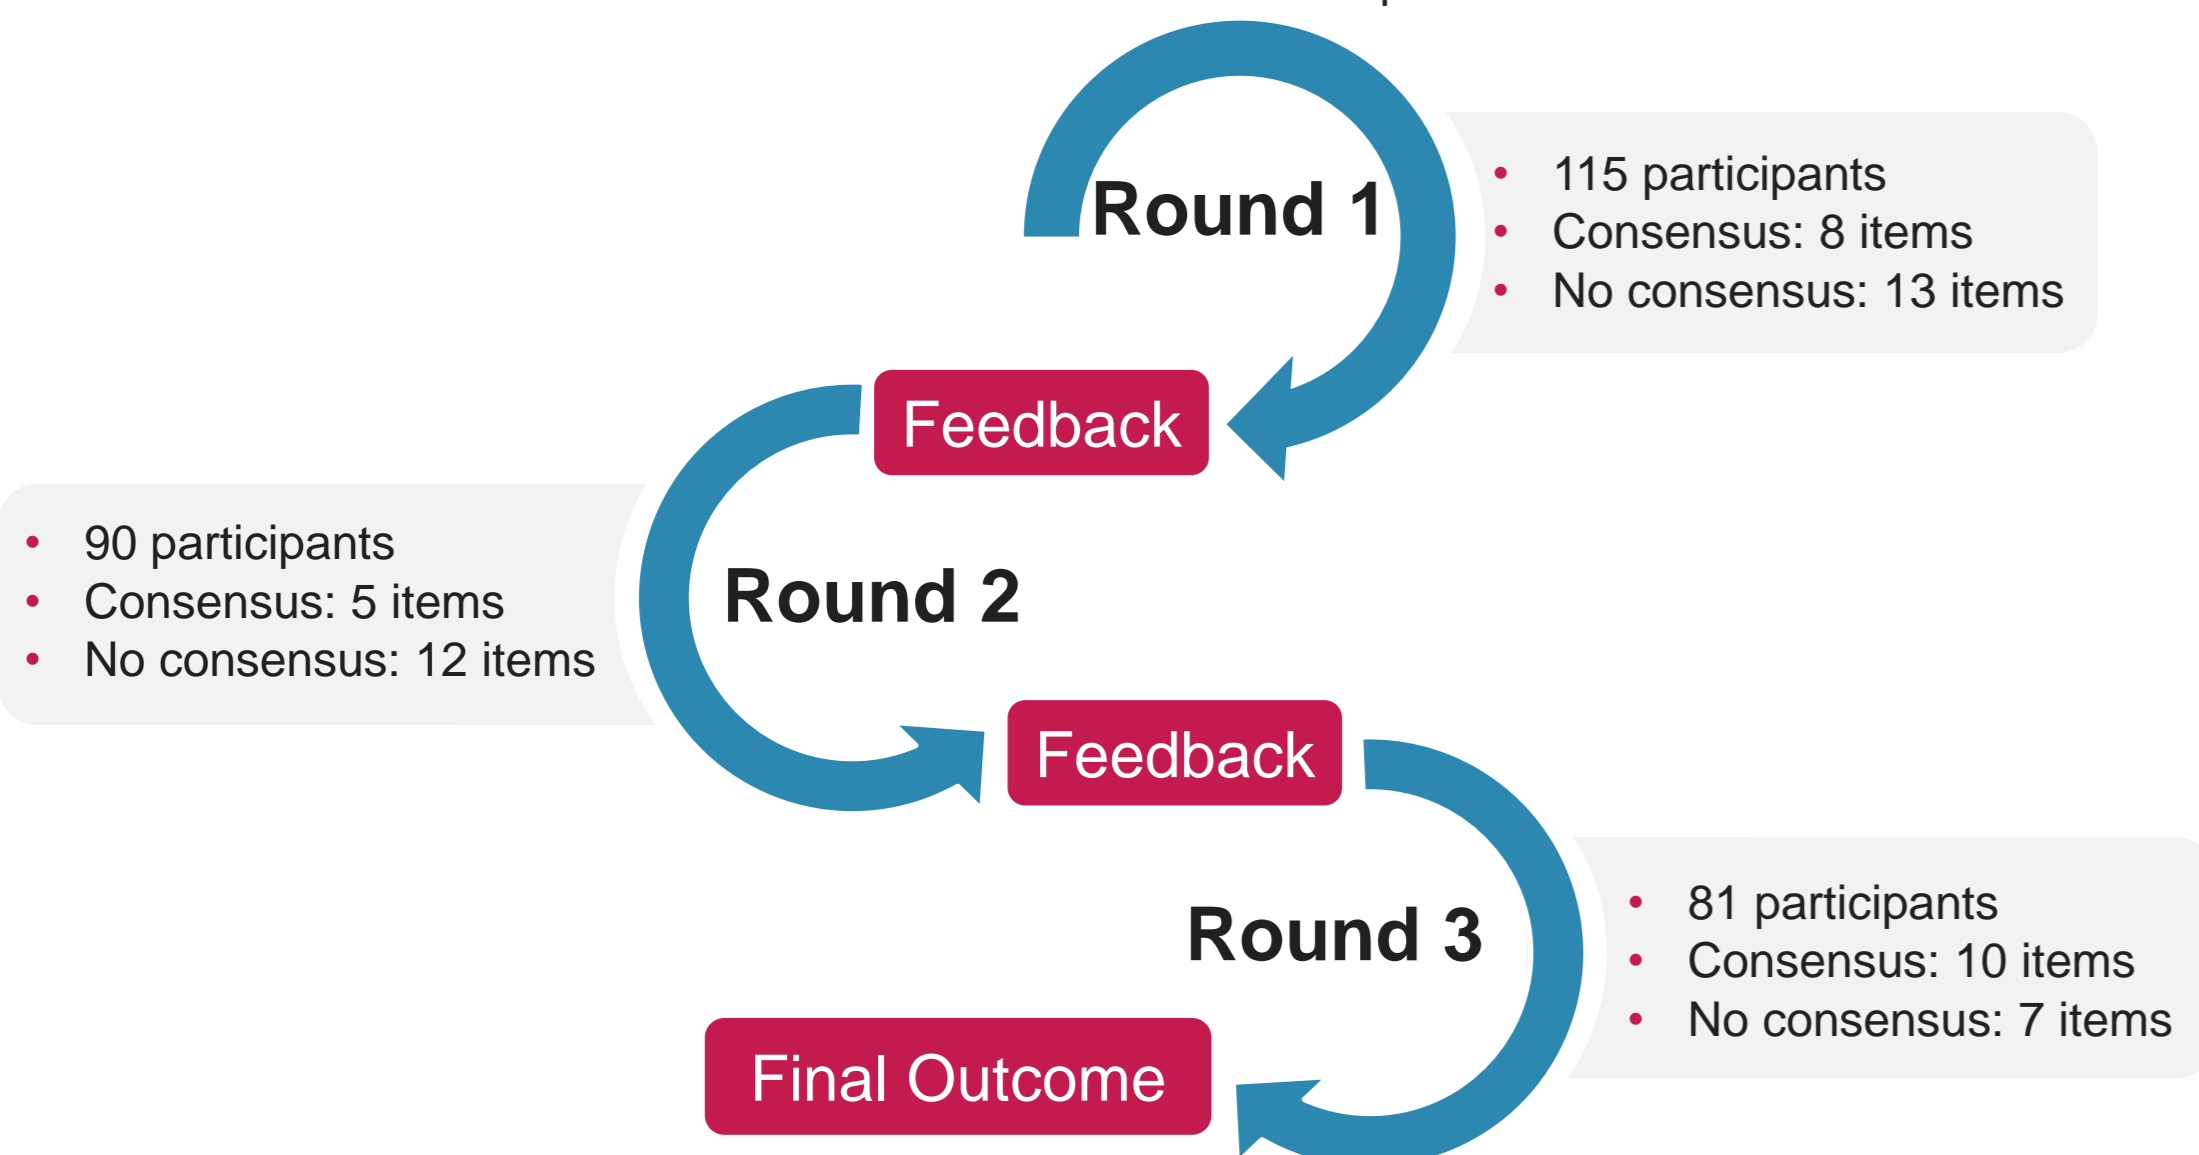 Round 1
• 115 participants
• Consensus: 8 items
• No consensus: 13 items
Feedback
• 90 participants
• Consensus: 5 items
• No consensus: 12 items
Round 2
Feedback
Round 3
• 81 participants
• Consensus: 10 items
• No consensus: 7 items
Final Outcome